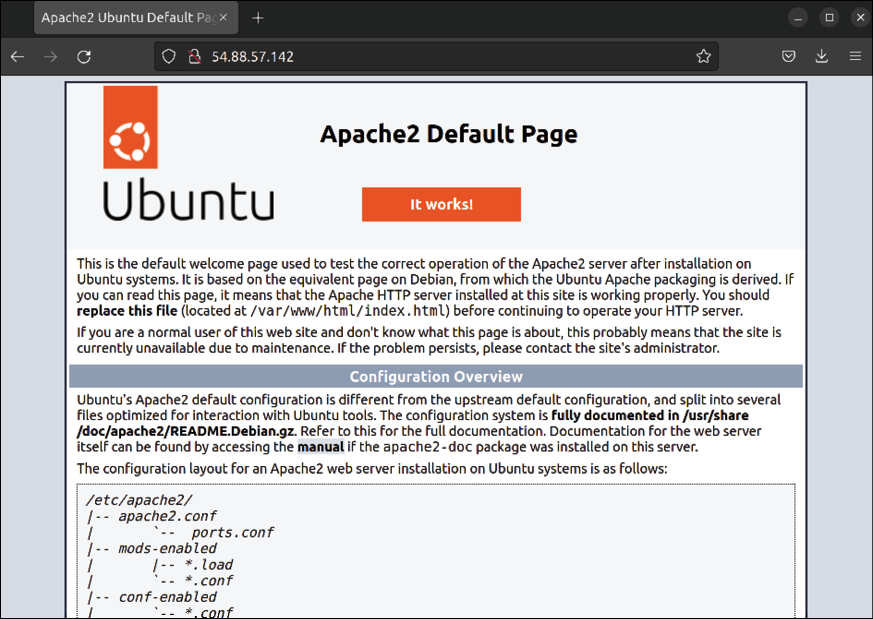 Apache2 Ubuntu Default Pa
54.88.57.142
Ubuntu
Apache2 Default Page
It works!
This is the default welcome page used to test the correct operation of the Apache2 server after installation on
Ubuntu systems. It is based on the equivalent page on Debian, from which the Ubuntu Apache packaging is derived. If
you can read this page, it means that the Apache HTTP server installed at this site is working properly. You should
replace this file (located at /var/www/html/index.html) before continuing to operate your HTTP server.
If you are a normal user of this web site and don't know what this page is about, this probably means that the site is
currently unavailable due to maintenance. If the problem persists, please contact the site's administrator.
Configuration Overview
Ubuntu's Apache2 default configuration is different from the upstream default configuration, and split into several
files optimized for interaction with Ubuntu tools. The configuration system is fully documented in /usr/share
/doc/apache2/README.Debian.gz. Refer to this for the full documentation. Documentation for the web server
itself can be found by accessing the manual if the apache2-doc package was installed on this server.
The configuration layout for an Apache2 web server installation on Ubuntu systems is as follows:
/etc/apache2/
|-- apache2.conf
|       `--  ports.conf
|-- mods-enabled
|       |-- *.load
|       `-- *.conf
|-- conf-enabled
|       `-- *.conf